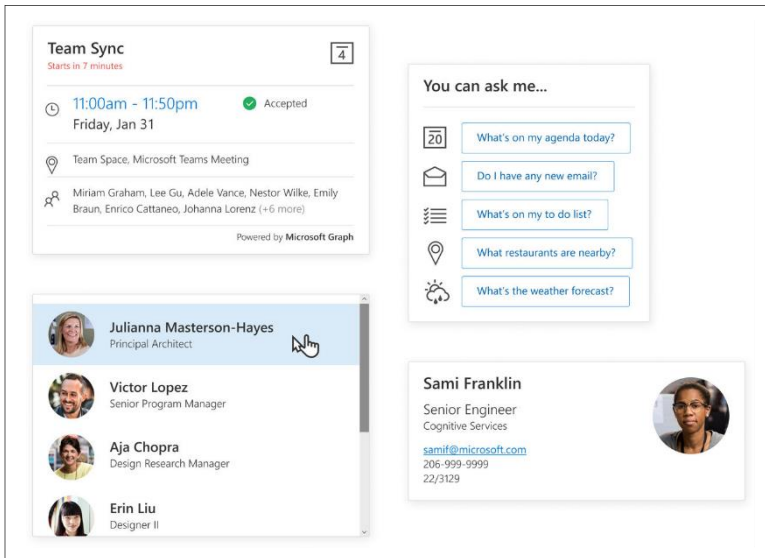 Team Sync
Starts in 7 minutes
4
11:00am - 11:50pm
Accepted
Friday, Jan 31
Team Space, Microsoft Teams Meeting
Miriam Graham, Lee Gu, Adele Vance, Nestor Wilke, Emily
Braun, Enrico Cattaneo, Johanna Lorenz (+6 more)
Powered by Microsoft Graph
You can ask me...
20
What's on my agenda today?
Do I have any new email?
What's on my to do list?
What restaurants are nearby?
What's the weather forecast?
Julianna Masterson-Hayes
Principal Architect
Victor Lopez
Senior Program Manager
Aja Chopra
Design Research Manager
Erin Liu
Designer II
Sami Franklin
Senior Engineer
Cognitive Services
samif@microsoft.com
206-999-9999
22/3129